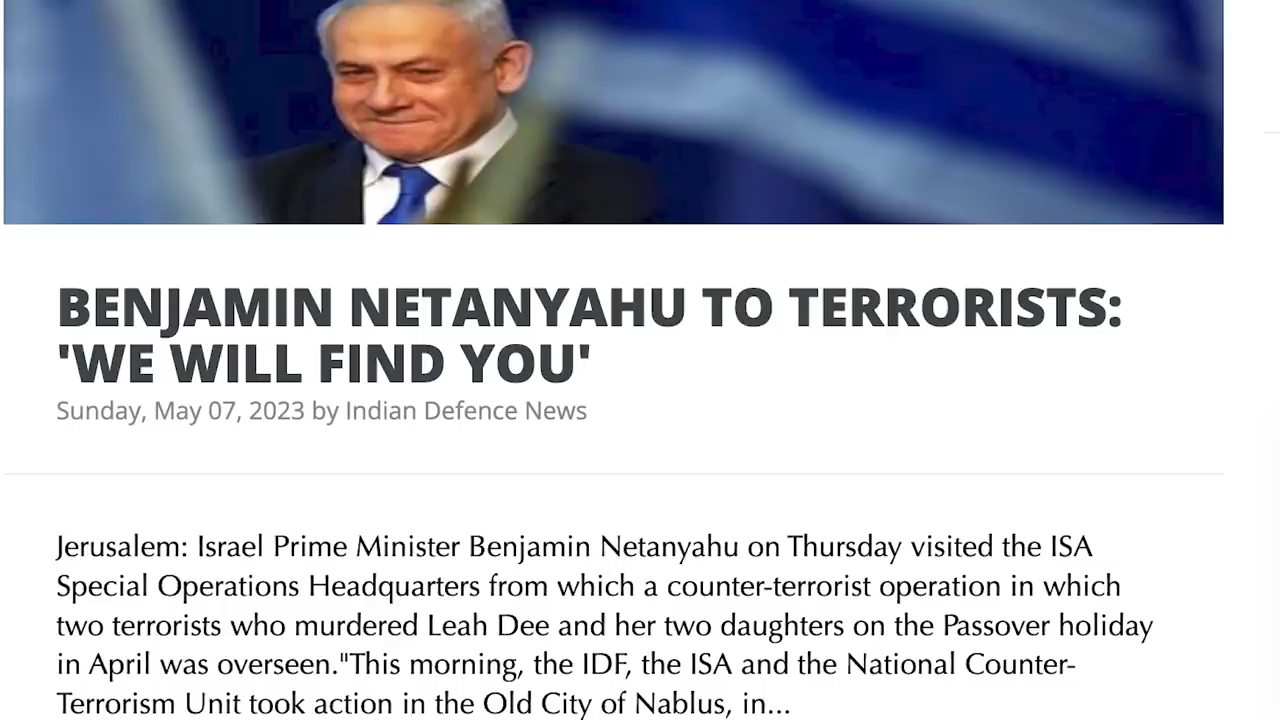 BENJAMIN NETANYAHU TO TERRORISTS:
'WE WILL FIND YOU'
Sunday, May 07, 2023 by Indian Defence News
Jerusalem: Israel Prime Minister Benjamin Netanyahu on Thursday visited the ISA
Special Operations Headquarters from which a counter-terrorist operation in which
two terrorists who murdered Leah Dee and her two daughters on the Passover holiday
in April was overseen."This morning, the IDF, the ISA and the National Counter-
Terrorism Unit took action in the Old City of Nablus, in...